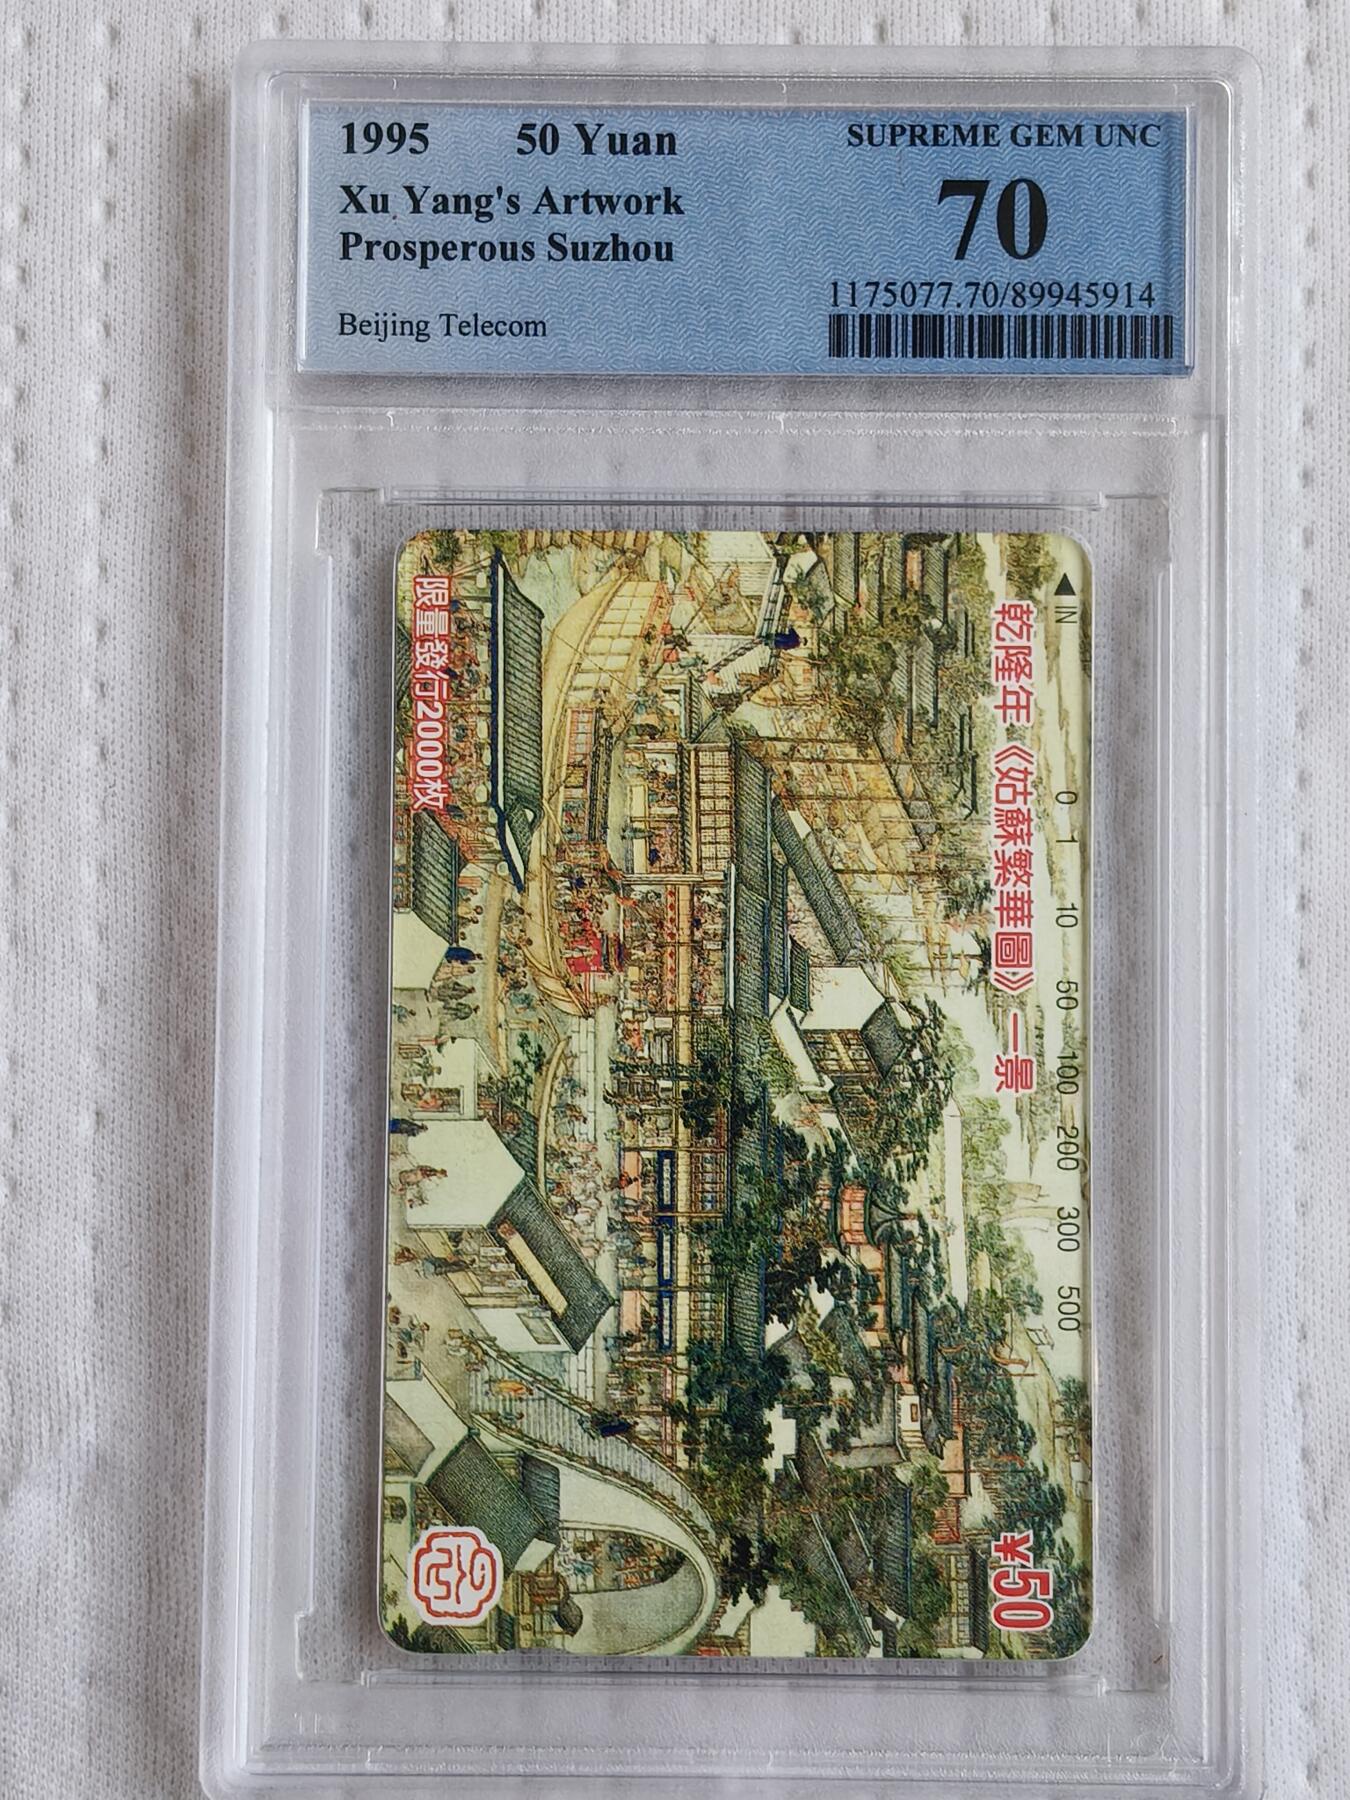 1995 50 Yuan
Xu Yang's Artwork
Prosperous Suzhou
Beijing Telecom
SUPREME GEM UNC
70
1175077.70/89945914
◀IN 0 1 10 50 100 200 300 500
乾隆年《姑蘇繁華圖》一景
¥50
限量發行2000枚